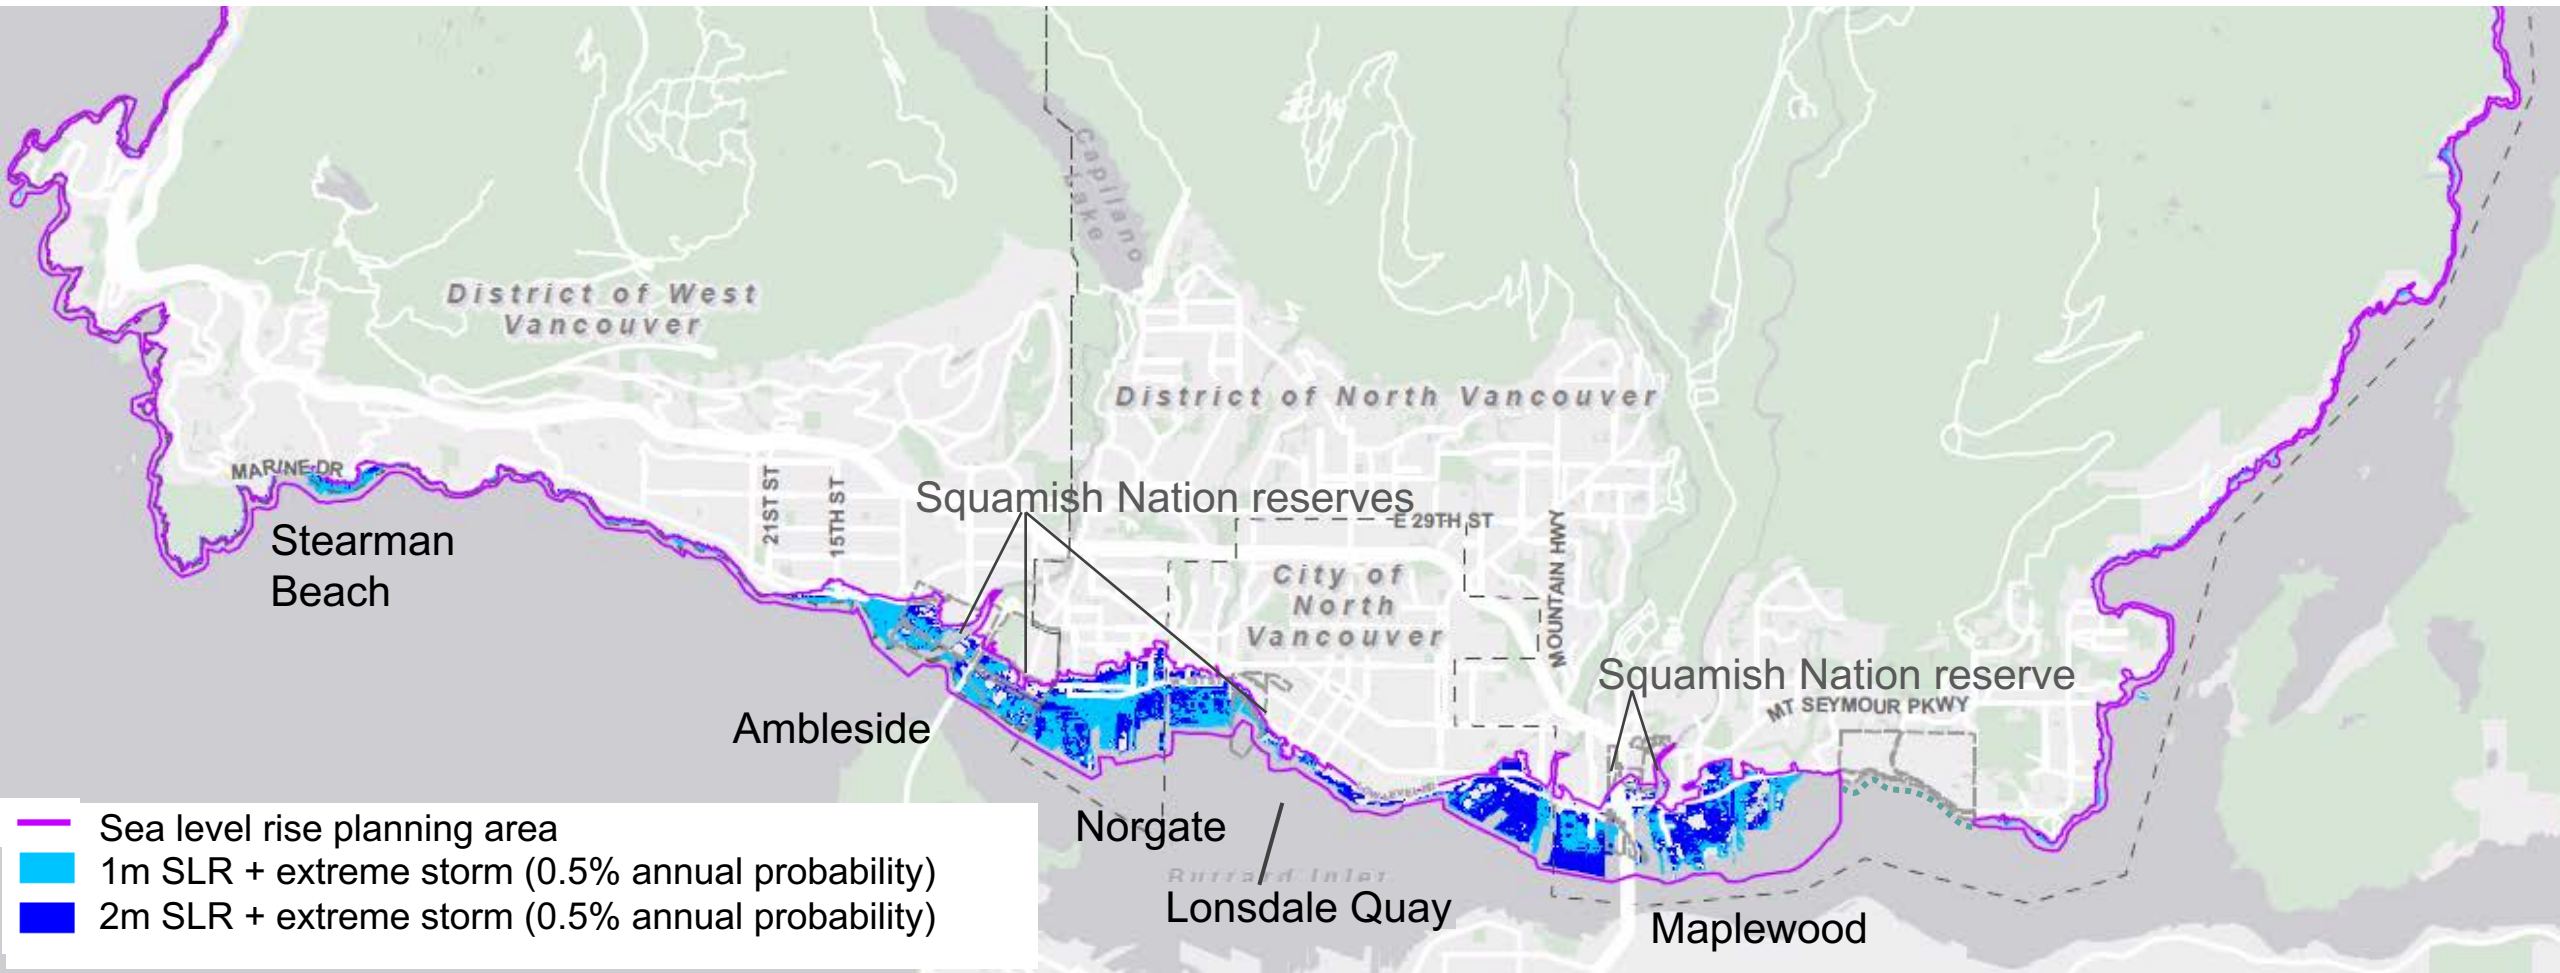 Capilano
Lake
District of West
Vancouver
District of North Vancouver
MARINE DR
21ST ST
15TH ST
Squamish Nation reserves
E 29TH ST
MOUNTAIN HWY
Stearman
Beach
City of
North
Vancouver
Squamish Nation reserve
MT SEYMOUR PKWY
Ambleside
LOW LEVEL RD
Norgate
Burrard Inlet
Lonsdale Quay
Maplewood
Sea level rise planning area
1m SLR + extreme storm (0.5% annual probability)
2m SLR + extreme storm (0.5% annual probability)